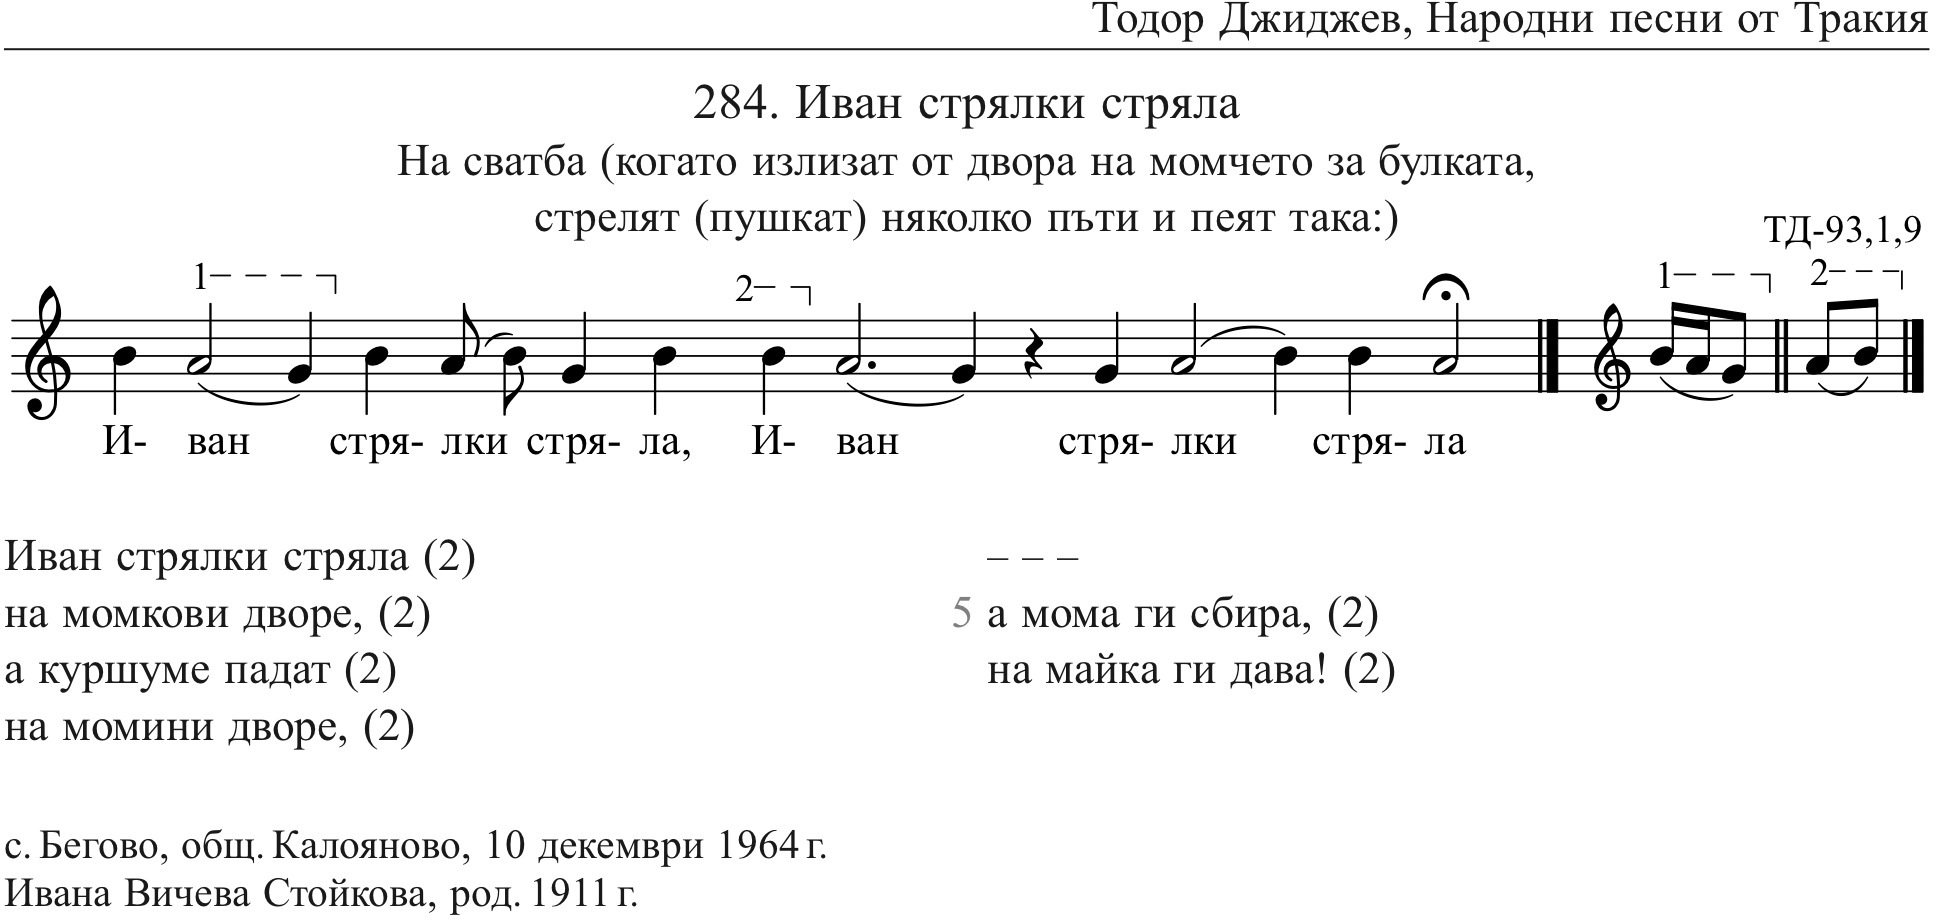 Тодор Джиджев, Народни песни от Тракия
284. Иван стрялки стряла
На сватба (когато излизат от двора на момчето за булката,
стрелят (пушкат) няколко пъти и пеят така:)
ТД-93,1,9
1 2 1 2
И- ван стря- лки стря- ла, И- ван стря- лки стря- ла
Иван стрялки стряла (2)
на момкови дворе, (2)
а куршуме падат (2)
на момини дворе, (2)
– – –
5 а мома ги сбира, (2)
на майка ги дава! (2)
с. Бегово, общ. Калояново, 10 декември 1964 г.
Ивана Вичева Стойкова, род. 1911 г.